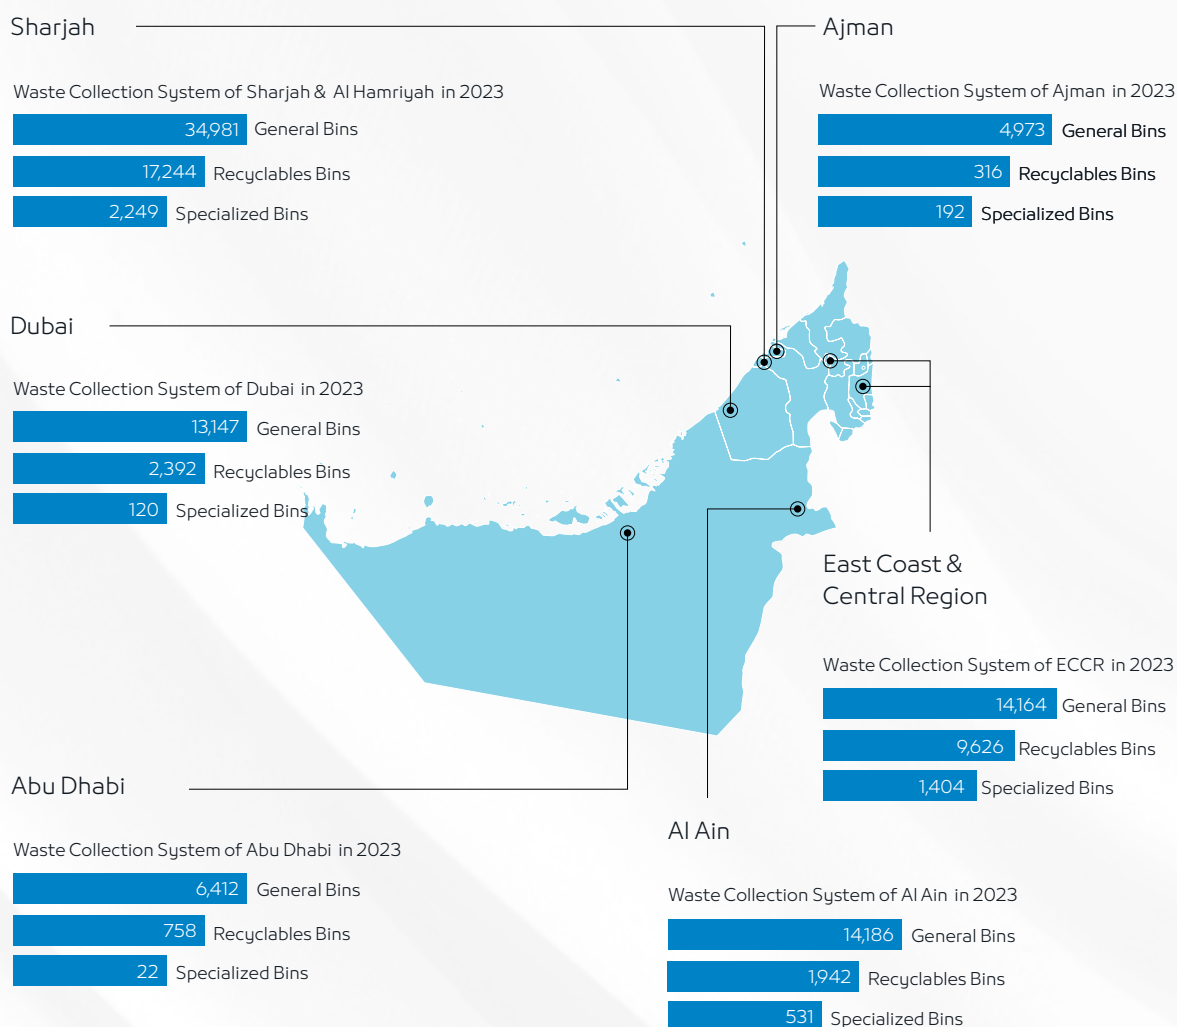 Sharjah
Waste Collection System of Sharjah & Al Hamriyah in 2023
34,981 General Bins
17,244 Recyclables Bins
2,249 Specialized Bins
Ajman
Waste Collection System of Ajman in 2023
4,973 General Bins
316 Recyclables Bins
192 Specialized Bins
Dubai
Waste Collection System of Dubai in 2023
13,147 General Bins
2,392 Recyclables Bins
120 Specialized Bins
East Coast &
Central Region
Waste Collection System of ECCR in 2023
14,164 General Bins
9,626 Recyclables Bins
1,404 Specialized Bins
Abu Dhabi
Waste Collection System of Abu Dhabi in 2023
6,412 General Bins
758 Recyclables Bins
22 Specialized Bins
Al Ain
Waste Collection System of Al Ain in 2023
14,186 General Bins
1,942 Recyclables Bins
531 Specialized Bins